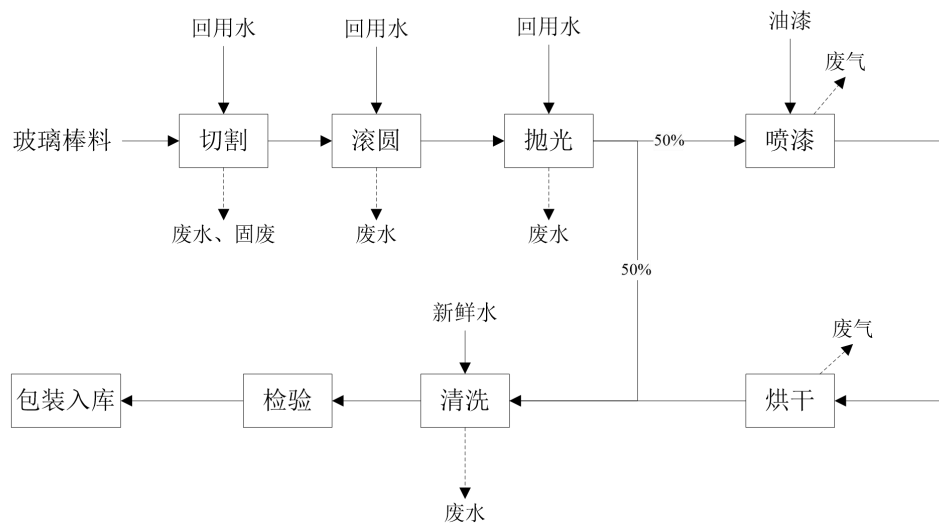 回用水
回用水
回用水
油漆
废气
玻璃棒料
切割
滚圆
抛光
50%
喷漆
废水、固废
废水
废水
50%
新鲜水
废气
包装入库
检验
清洗
烘干
废水